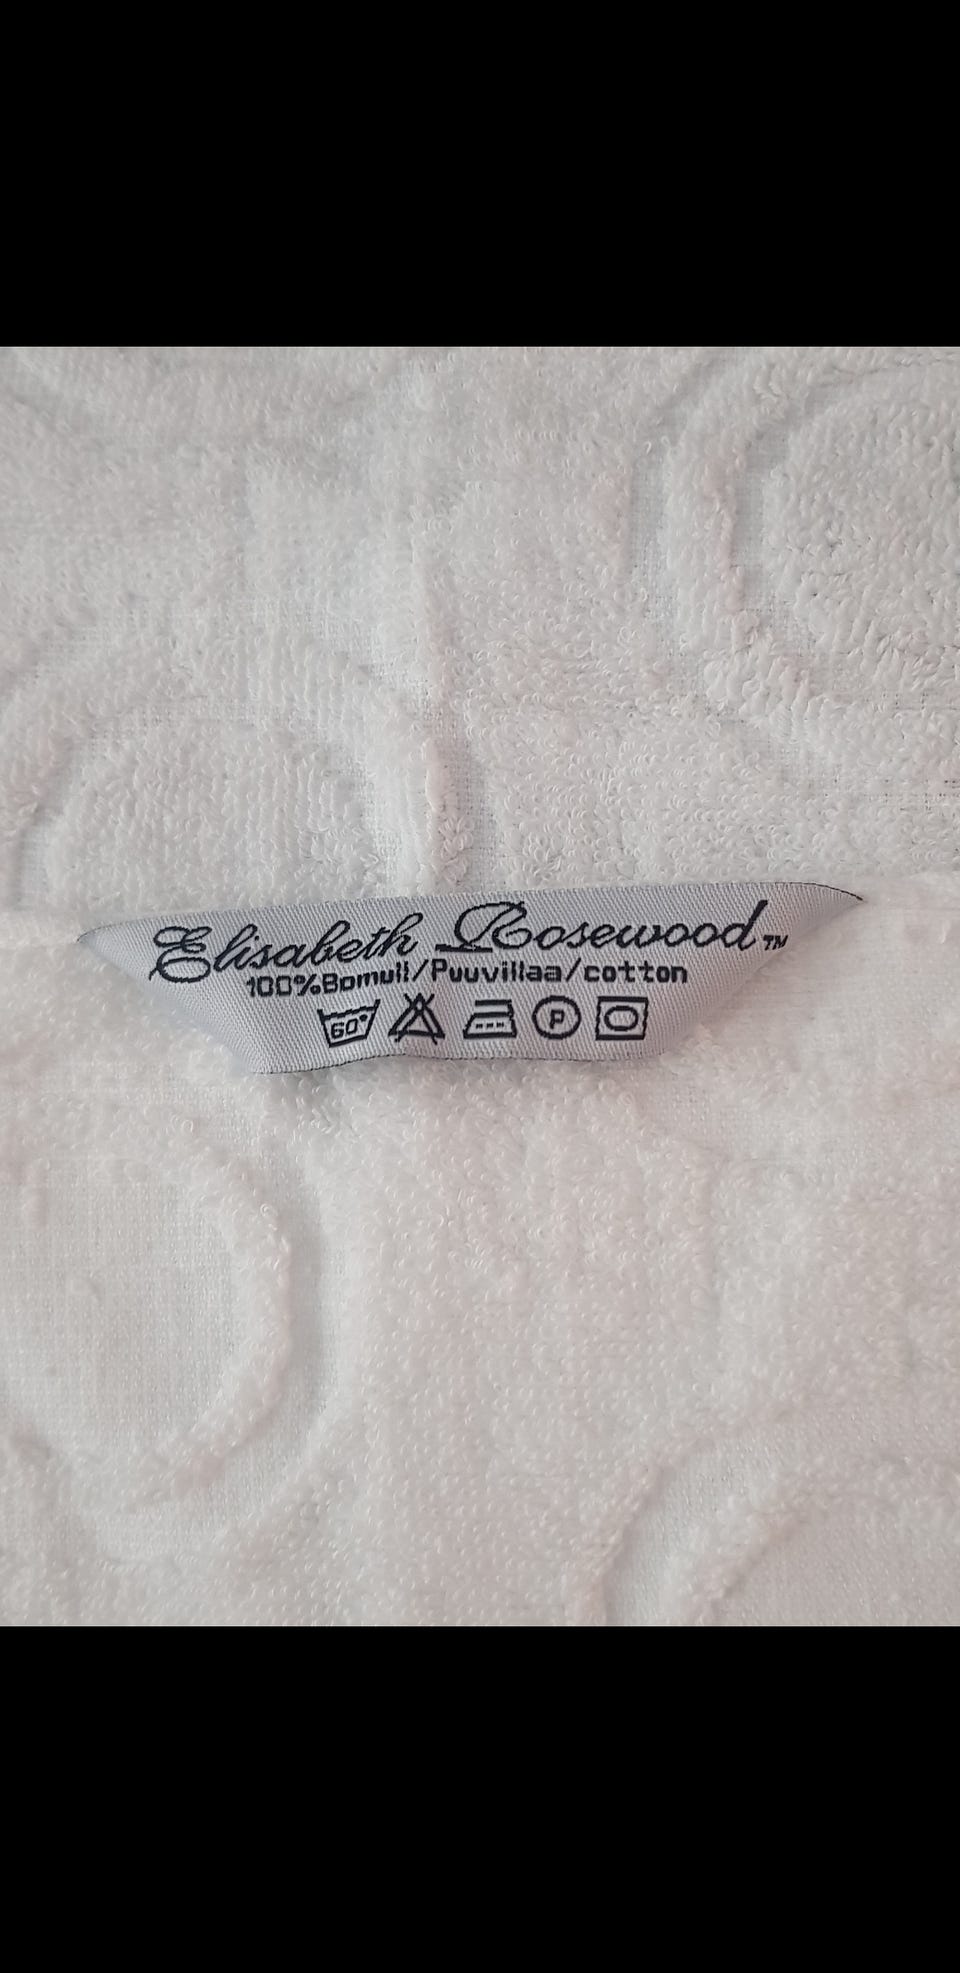 Elisabeth Rosewood™
100%Bomull/Puuvillaa/cotton
60° P